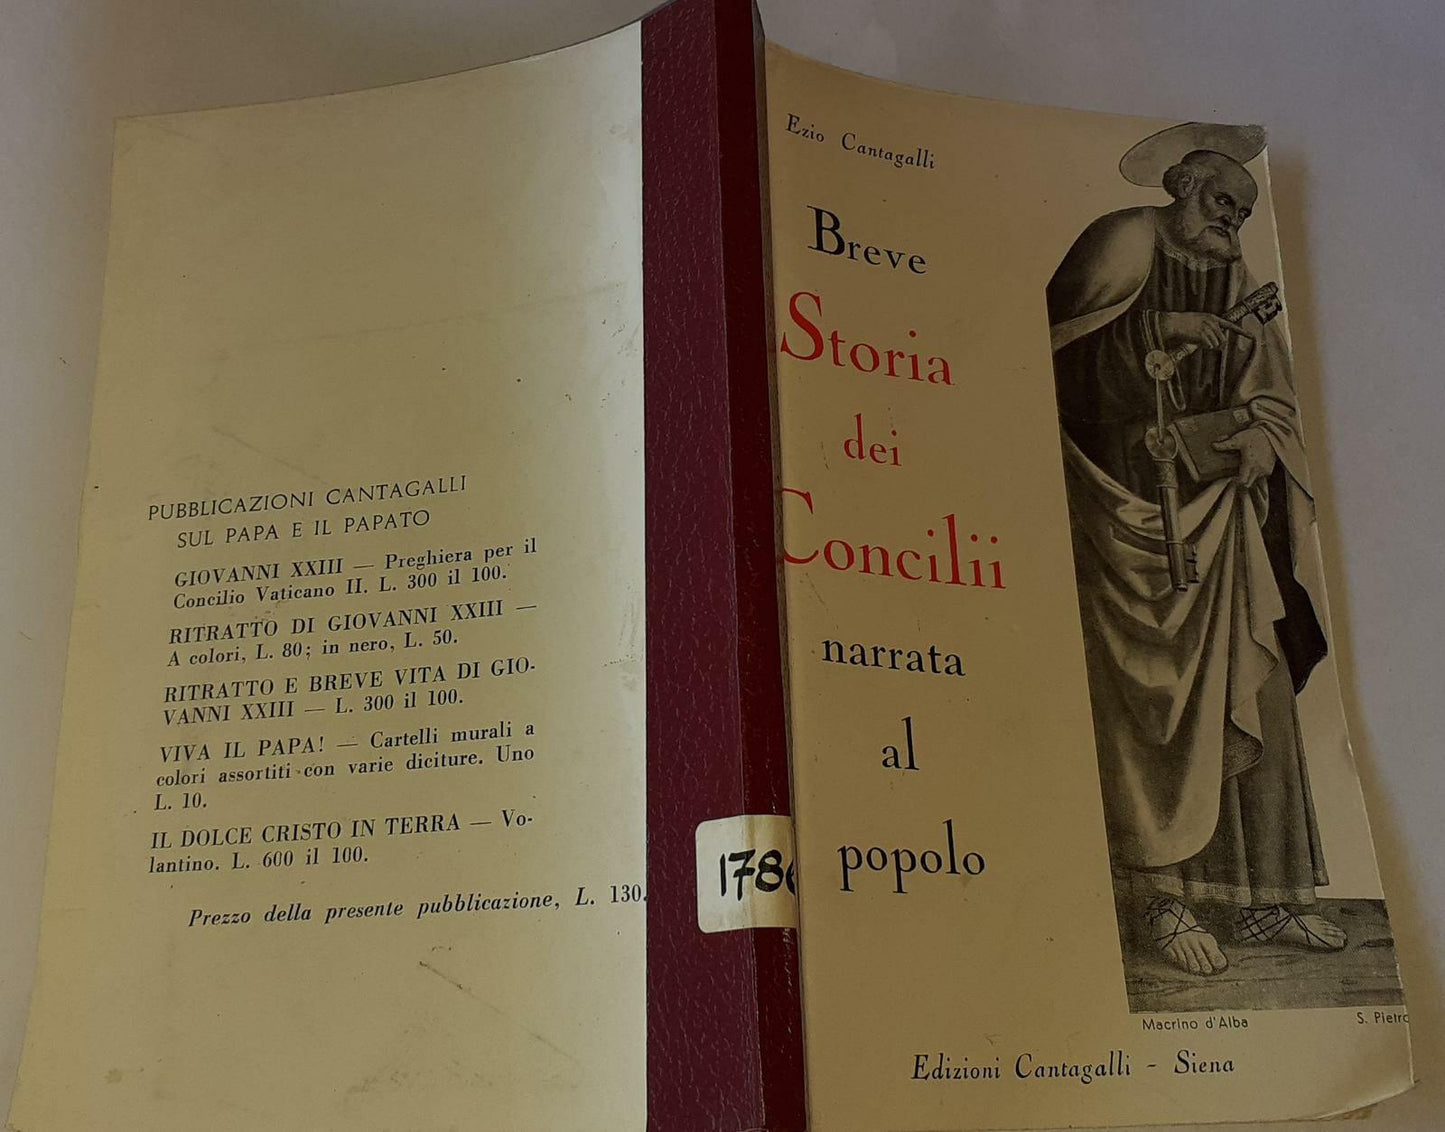 PUBBLICAZIONI CANTAGALLI
SUL PAPA E IL PAPATO
GIOVANNI XXIII — Preghiera per il
Concilio Vaticano II. L. 300 il 100.
RITRATTO DI GIOVANNI XXIII —
A colori, L. 80; in nero, L. 50.
RITRATTO E BREVE VITA DI GIO-
VANNI XXIII — L. 300 il 100.
VIVA IL PAPA! — Cartelli murali a
colori assortiti con varie diciture. Uno
L. 10.
IL DOLCE CRISTO IN TERRA — Vo-
lantino. L. 600 il 100.
Prezzo della presente pubblicazione, L. 130.
1786
Ezio Cantagalli
Breve
Storia
dei
Concilii
narrata
al
popolo
Macrino d'Alba S. Pietro
Edizioni Cantagalli - Siena